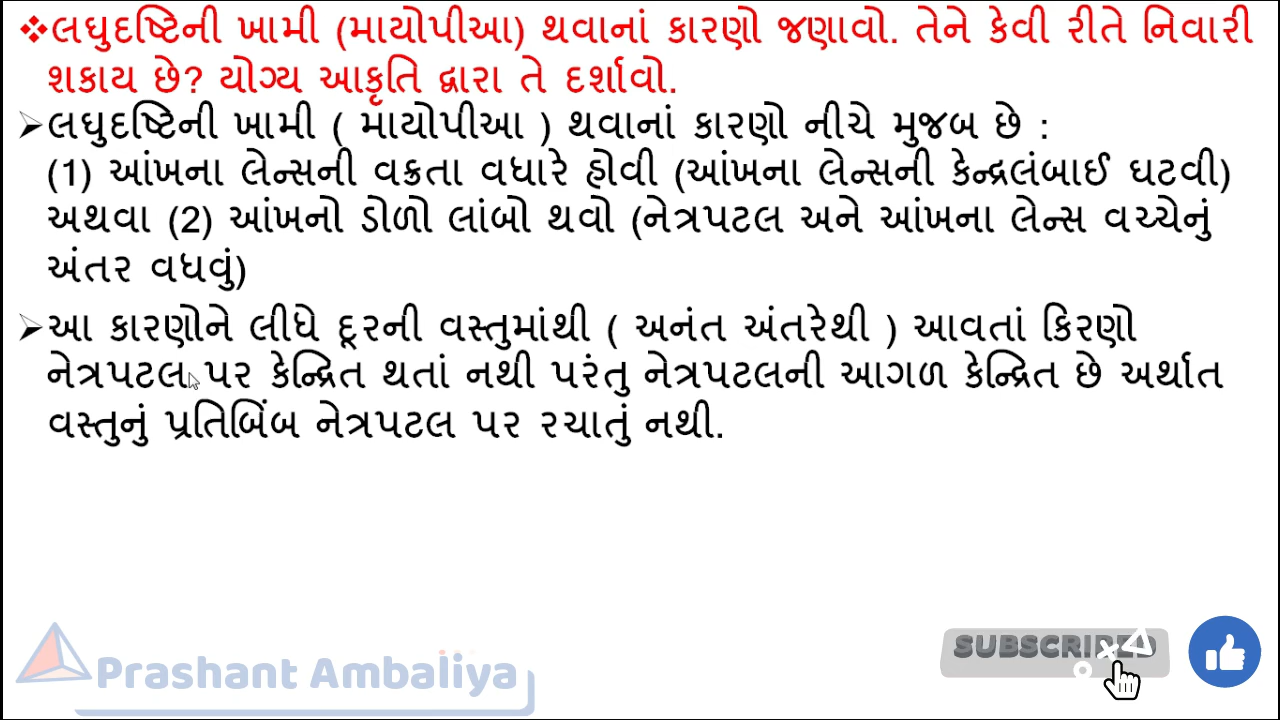 ❖લઘુદષ્ટિની ખામી (માયોપીઆ) થવાનાં કારણો જણાવો. તેને કેવી રીતે નિવારી
શકાય છે? યોગ્ય આકૃતિ દ્વારા તે દર્શાવો.
➢લઘુદષ્ટિની ખામી ( માયોપીઆ ) થવાનાં કારણો નીચે મુજબ છે :
(1) આંખના લેન્સની વક્રતા વધારે હોવી (આંખના લેન્સની કેન્દ્રલંબાઈ ઘટવી)
અથવા (2) આંખનો ડોળો લાંબો થવો (નેત્રપટલ અને આંખના લેન્સ વચ્ચેનું
અંતર વધવું)
➢આ કારણોને લીધે દૂરની વસ્તુમાંથી ( અનંત અંતરેથી ) આવતાં કિરણો
નેત્રપટલ પર કેન્દ્રિત થતાં નથી પરંતુ નેત્રપટલની આગળ કેન્દ્રિત છે અર્થાત
વસ્તુનું પ્રતિબિંબ નેત્રપટલ પર રચાતું નથી.
Prashant Ambaliya
SUBSCRIBED